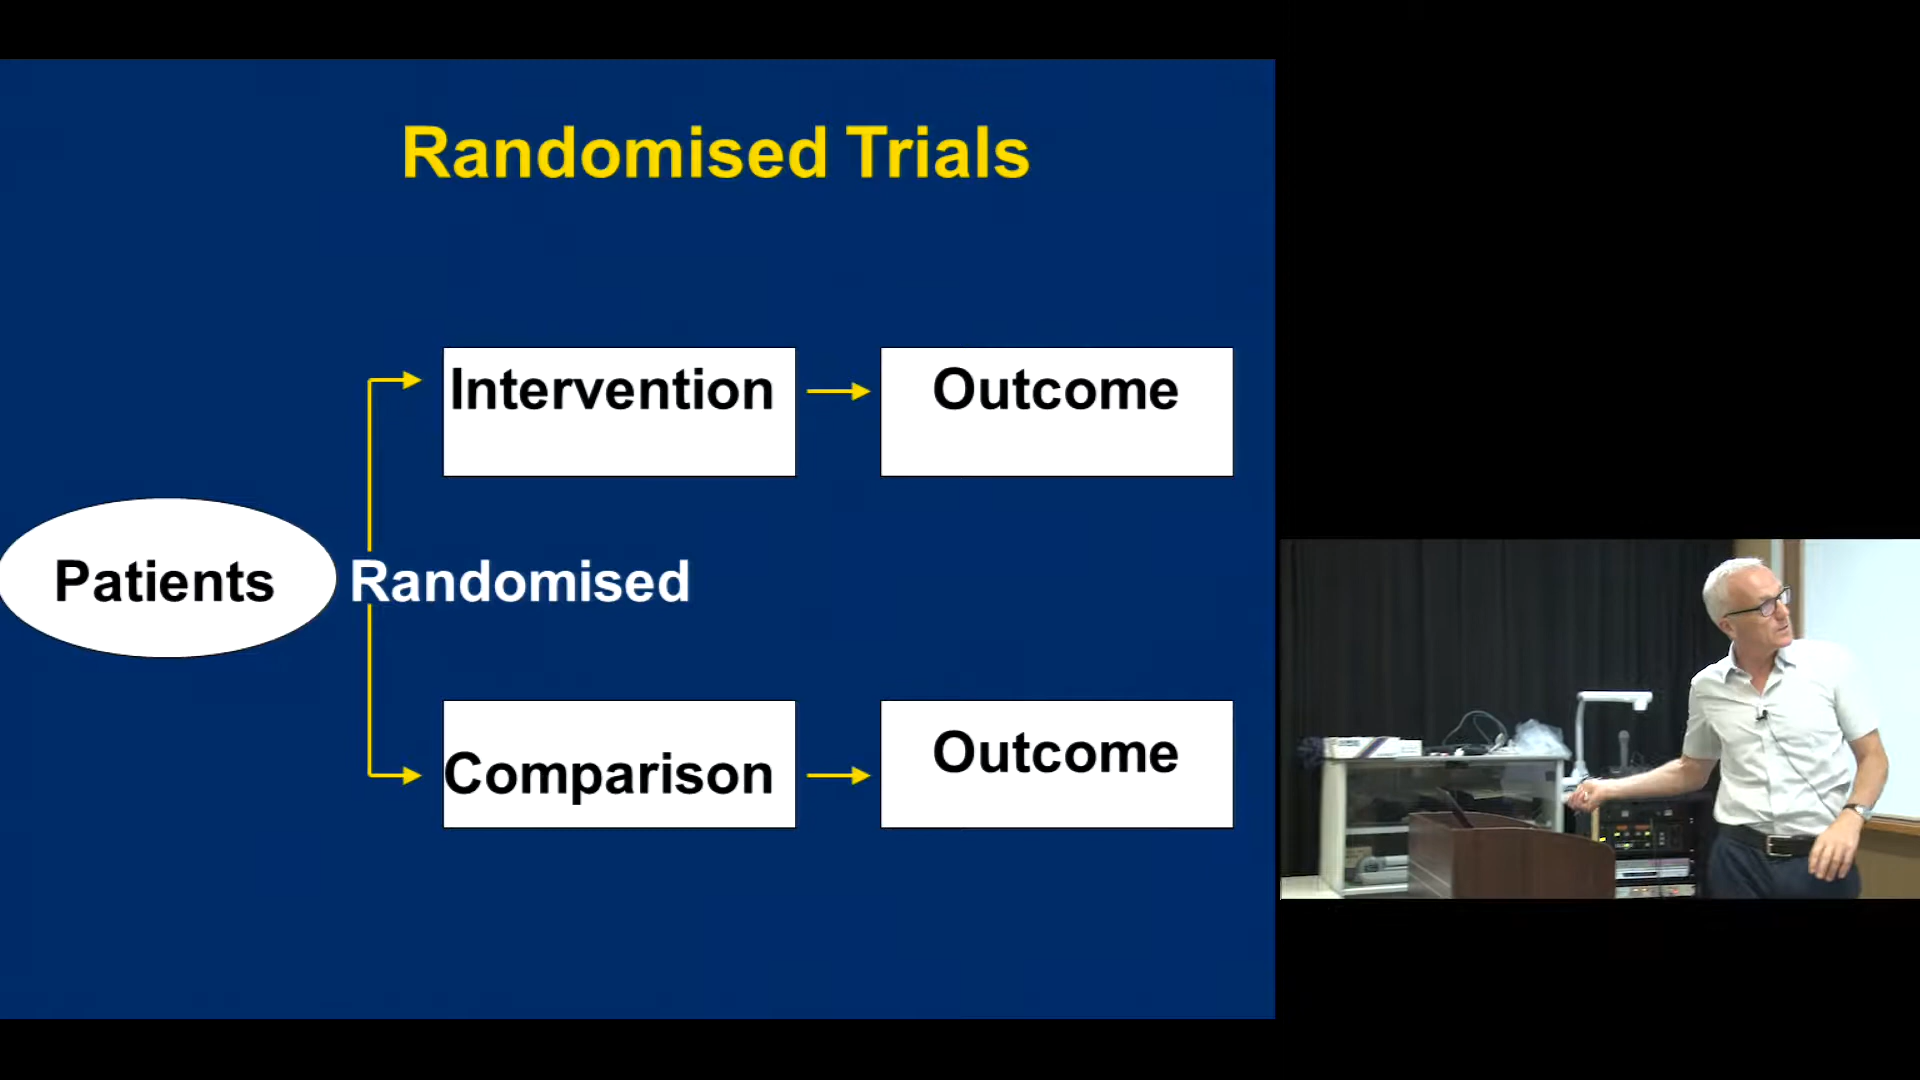 Randomised Trials
Intervention
Outcome
Patients
Randomised
Comparison
Outcome